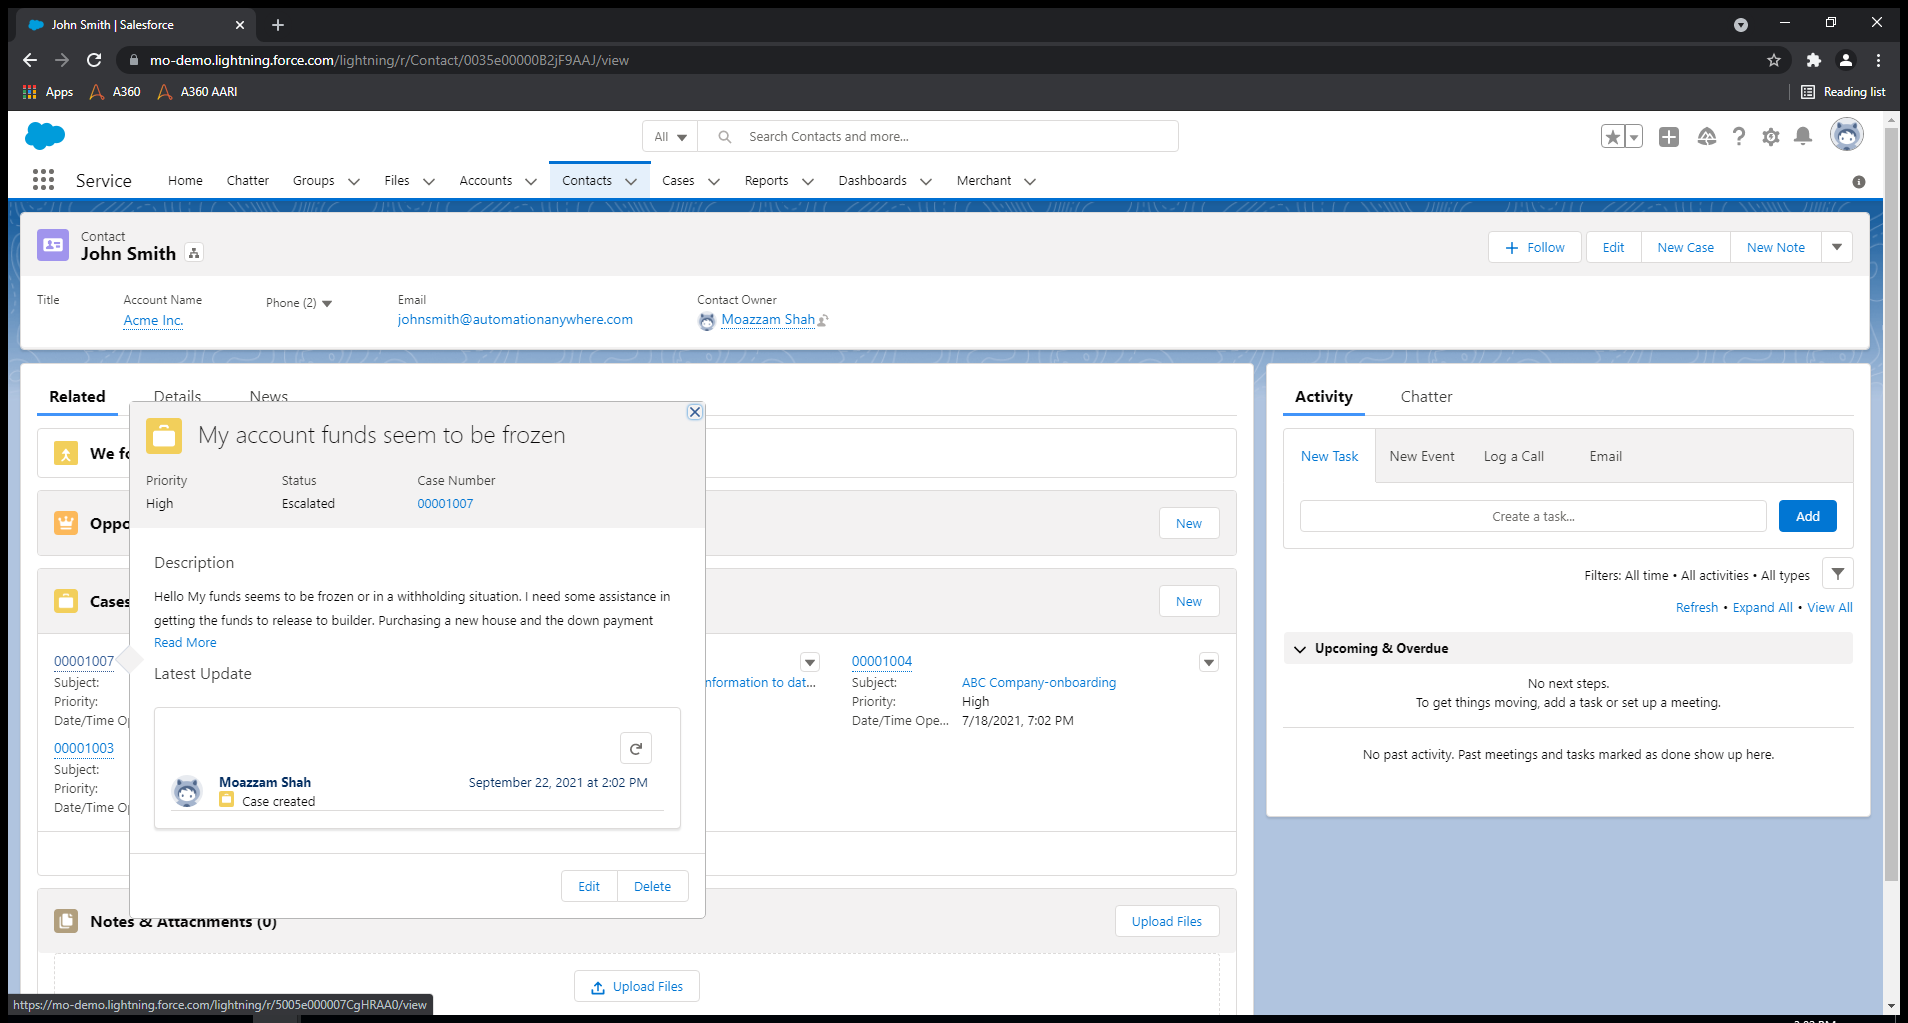 John Smith | Salesforce
mo-demo.lightning.force.com/lightning/r/Contact/0035e00000B2jF9AAJ/view
Apps A360 A360 AARI Reading list
All Search Contacts and more...
Service Home Chatter Groups Files Accounts Contacts Cases Reports Dashboards Merchant
Contact
John Smith
Follow Edit New Case New Note
Title Account Name Phone (2) Email Contact Owner
Acme Inc. johnsmith@automationanywhere.com Moazzam Shah
Related Details News
We fo
Oppo
New
Cases
New
00001007
Subject:
Priority:
Date/Time Op
00001003
Subject:
Priority:
Date/Time Op
nformation to dat...
00001004
Subject: ABC Company-onboarding
Priority: High
Date/Time Ope... 7/18/2021, 7:02 PM
My account funds seem to be frozen
Priority Status Case Number
High Escalated 00001007
Description
Hello My funds seems to be frozen or in a withholding situation. I need some assistance in
getting the funds to release to builder. Purchasing a new house and the down payment
Read More
Latest Update
Moazzam Shah September 22, 2021 at 2:02 PM
Case created
Edit Delete
Notes & Attachments (0)
Upload Files
Upload Files
Activity Chatter
New Task New Event Log a Call Email
Create a task... Add
Filters: All time • All activities • All types
Refresh • Expand All • View All
Upcoming & Overdue
No next steps.
To get things moving, add a task or set up a meeting.
No past activity. Past meetings and tasks marked as done show up here.
https://mo-demo.lightning.force.com/lightning/r/5005e000007CgHRAA0/view